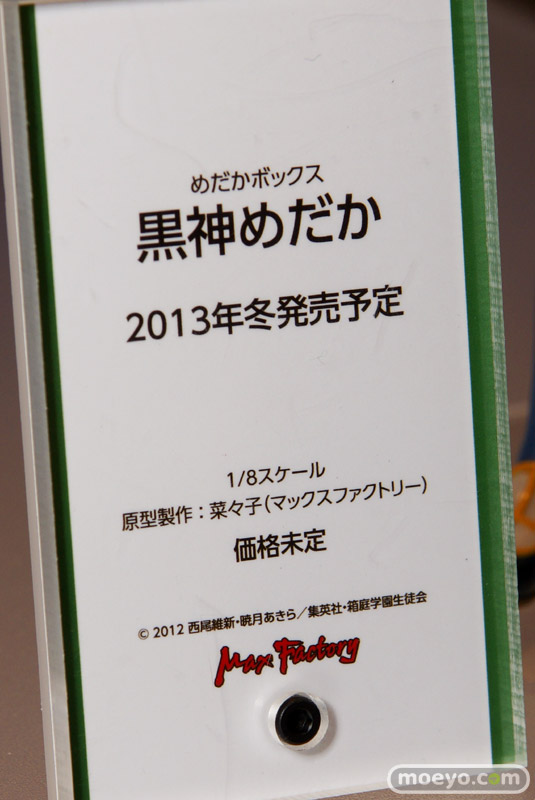 めだかボックス
黒神めだか
2013年冬発売予定
1/8スケール
原型製作：菜々子（マックスファクトリー）
価格未定
© 2012 西尾維新・暁月あきら／集英社・箱庭学園生徒会
Max Factory
moeyo.com